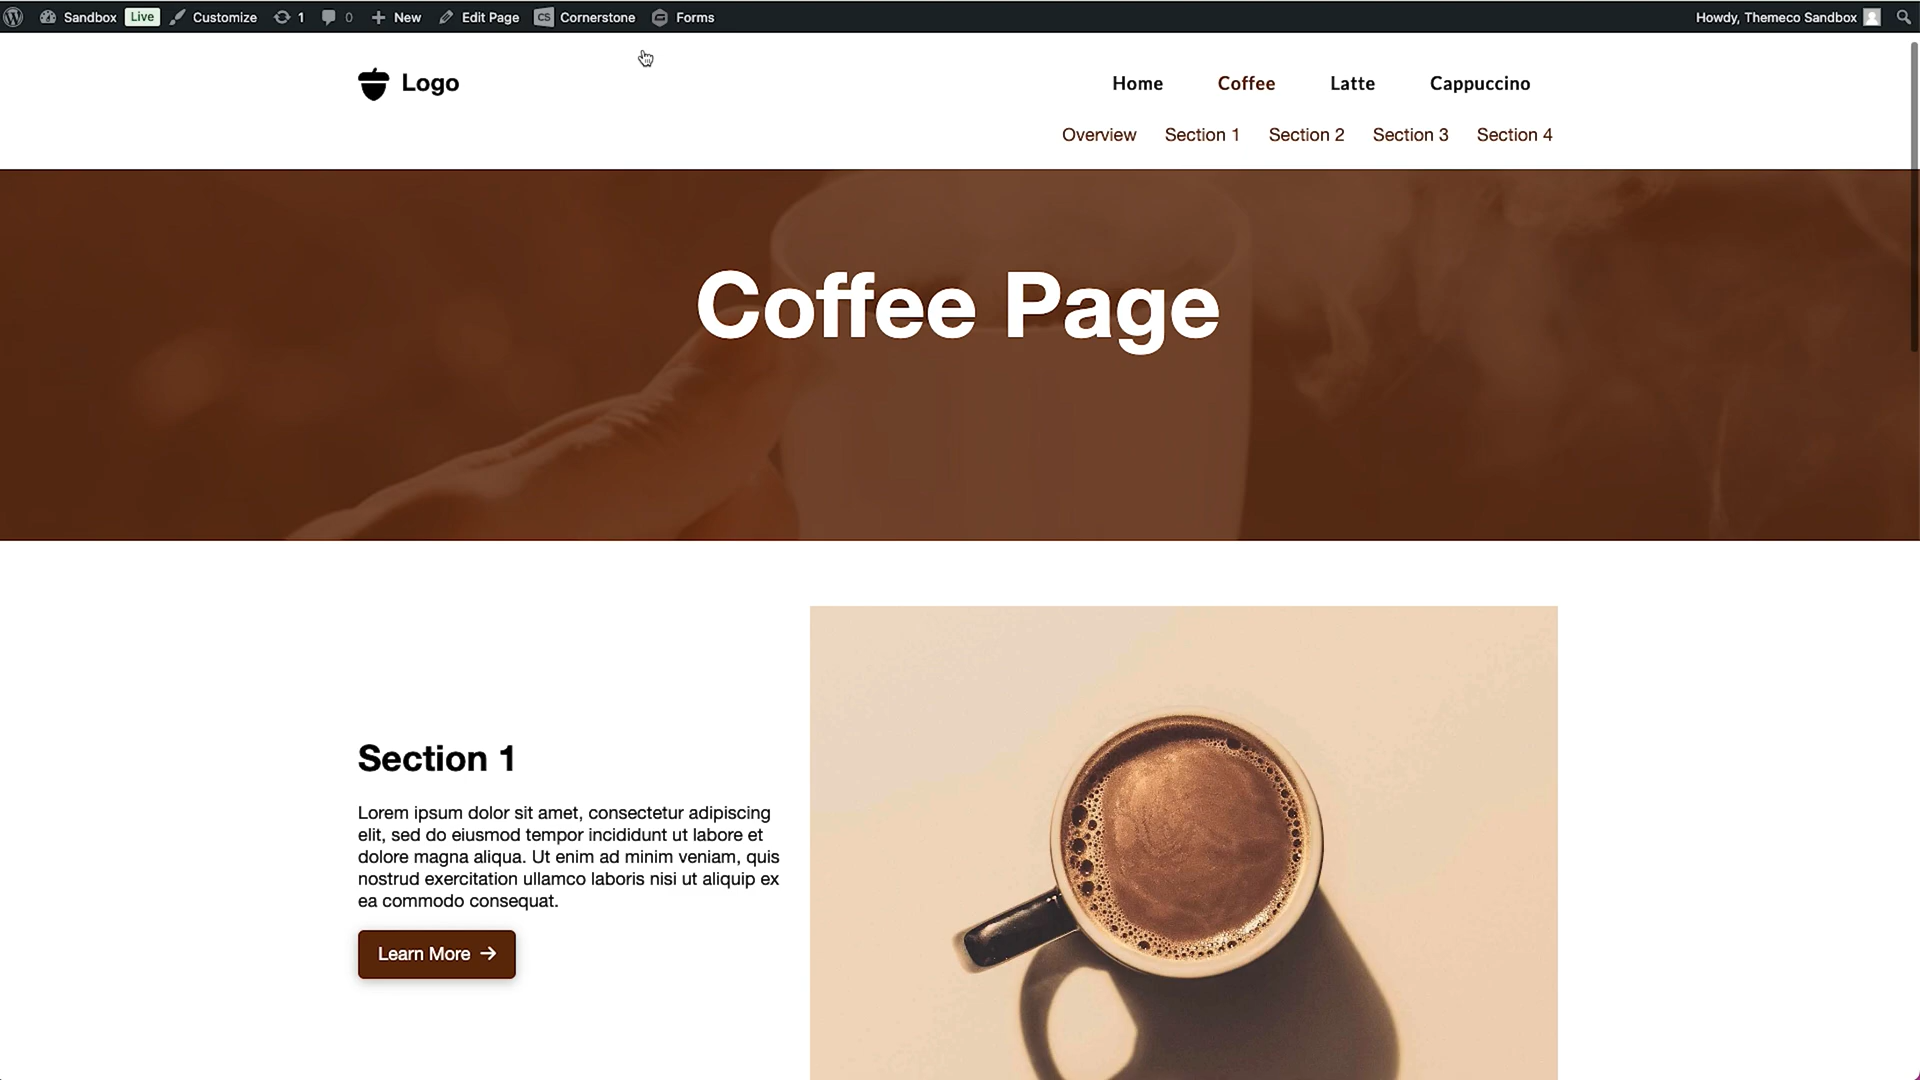 Sandbox Live Customize 1 0 New Edit Page CS Cornerstone Forms Howdy, Themeco Sandbox
Logo Home Coffee Latte Cappuccino
Overview Section 1 Section 2 Section 3 Section 4
Coffee Page
Section 1
Lorem ipsum dolor sit amet, consectetur adipiscing
elit, sed do eiusmod tempor incididunt ut labore et
dolore magna aliqua. Ut enim ad minim veniam, quis
nostrud exercitation ullamco laboris nisi ut aliquip ex
ea commodo consequat.
Learn More →